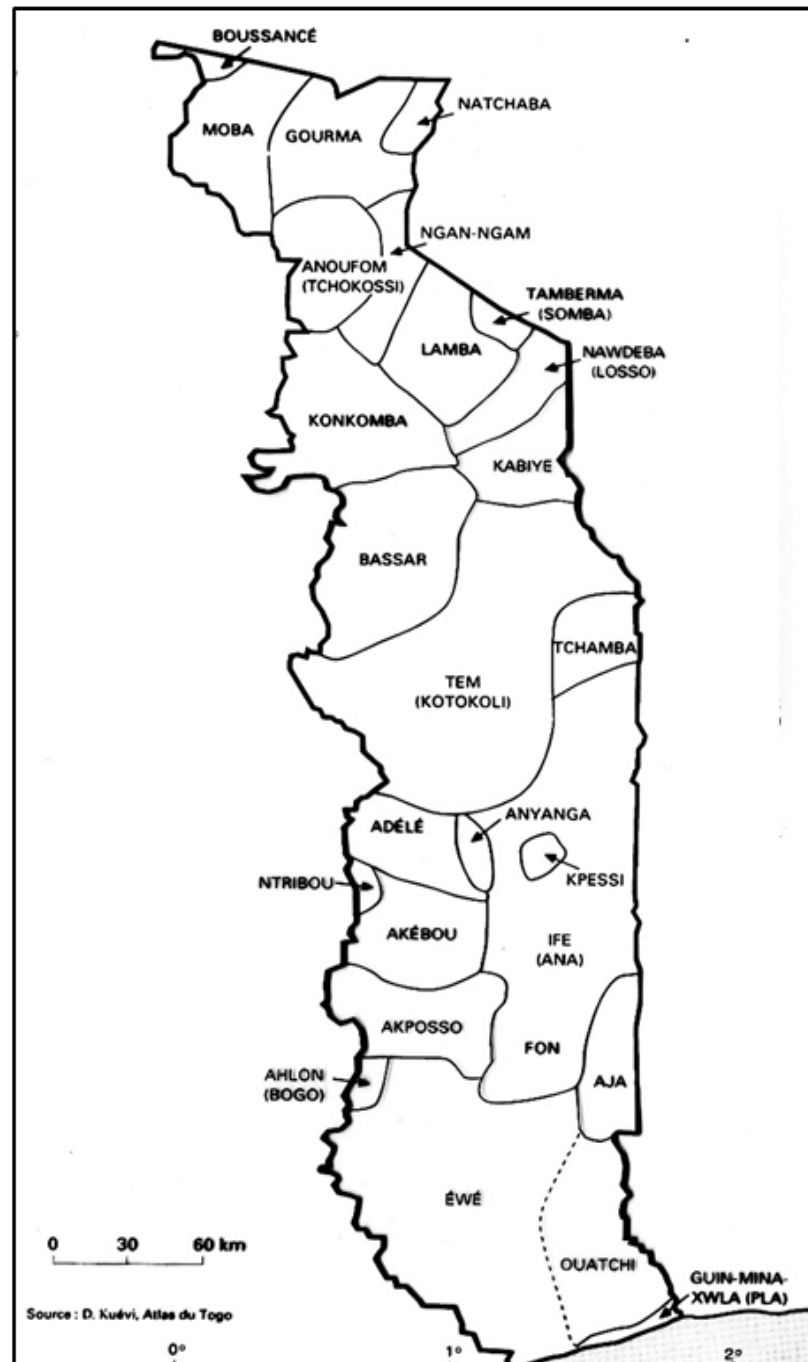 BOUSSANCÉ
NATCHABA
MOBA
GOURMA
NGAN-NGAM
ANOUFOM
(TCHOKOSSI)
TAMBERMA
(SOMBA)
LAMBA
NAWDEBA
(LOSSO)
KONKOMBA
KABIYE
BASSAR
TCHAMBA
TEM
(KOTOKOLI)
ANYANGA
ADÉLÉ
KPESSI
NTRIBOU
AKÉBOU
IFE
(ANA)
AKPOSSO
FON
AHLON
(BOGO)
AJA
ÉWÉ
0 30 60 km
OUATCHI
GUIN-MINA-
XWLA (PLA)
Source : D. Kuévi, Atlas du Togo
0° 1° 2°